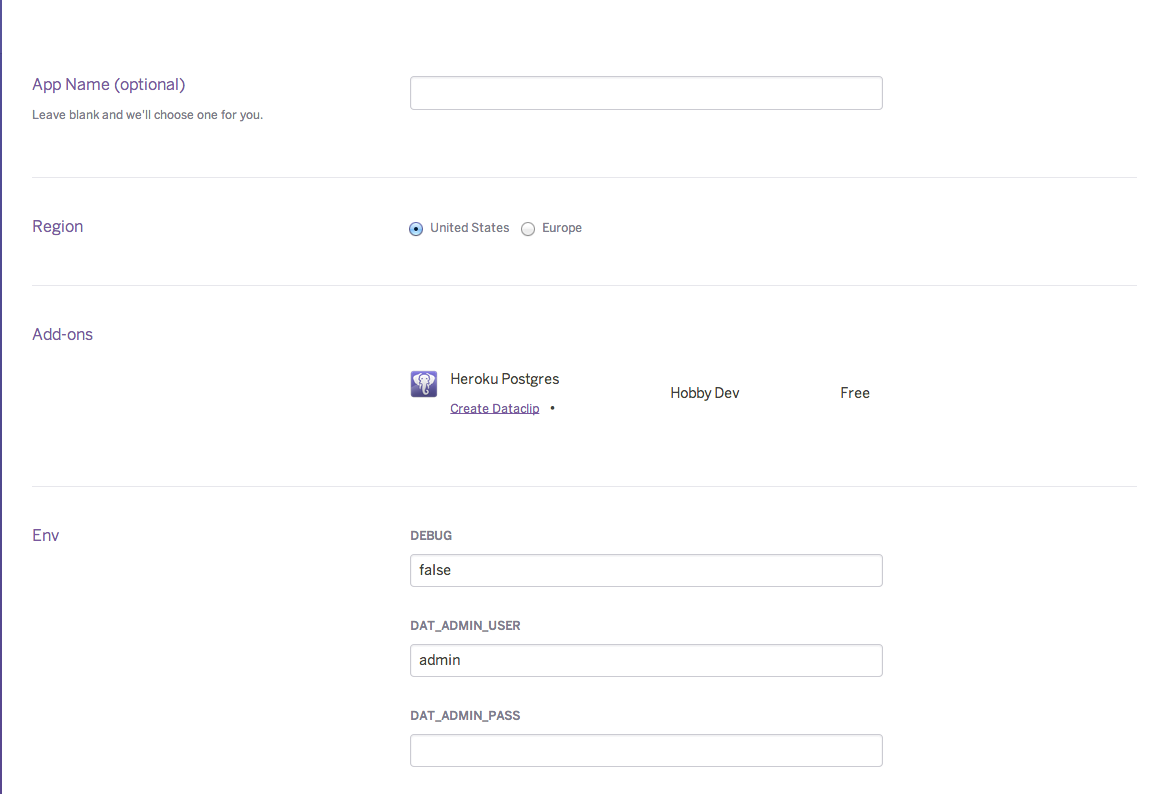 App Name (optional)
Leave blank and we'll choose one for you.
Region
United States
Europe
Add-ons
Heroku Postgres
Create Dataclip •
Hobby Dev
Free
Env
DEBUG
false
DAT_ADMIN_USER
admin
DAT_ADMIN_PASS